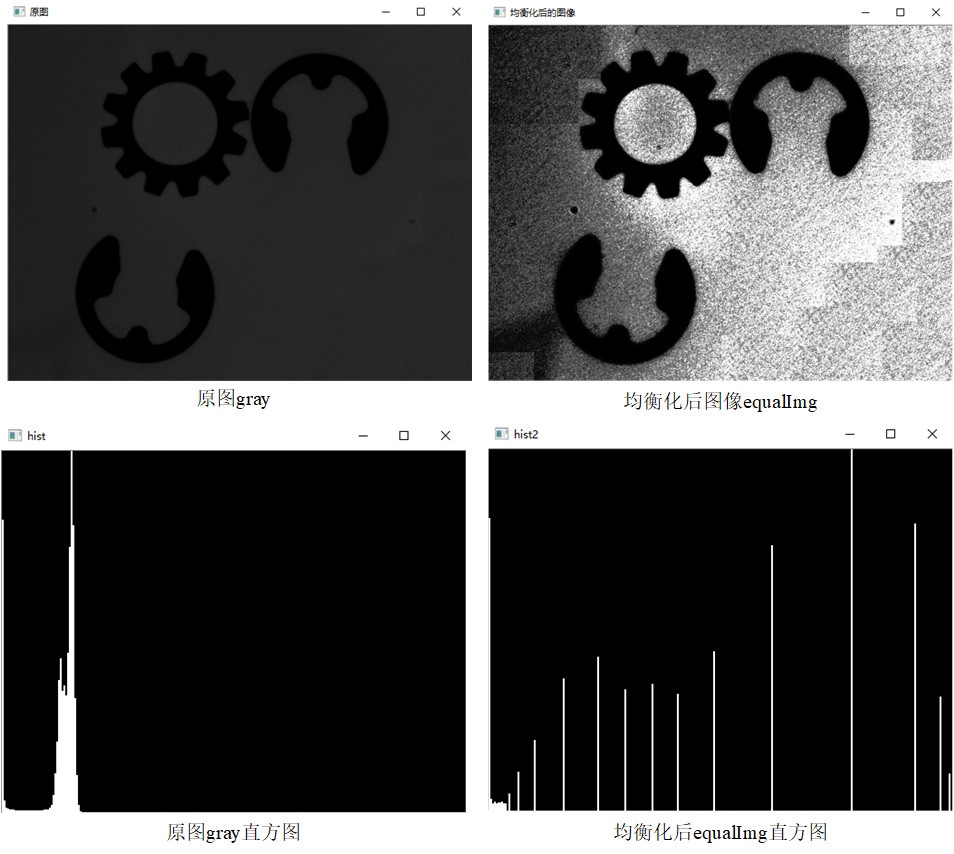 原图
均衡化后的图像
原图gray
均衡化后图像equalImg
hist
hist2
原图gray直方图
均衡化后equalImg直方图